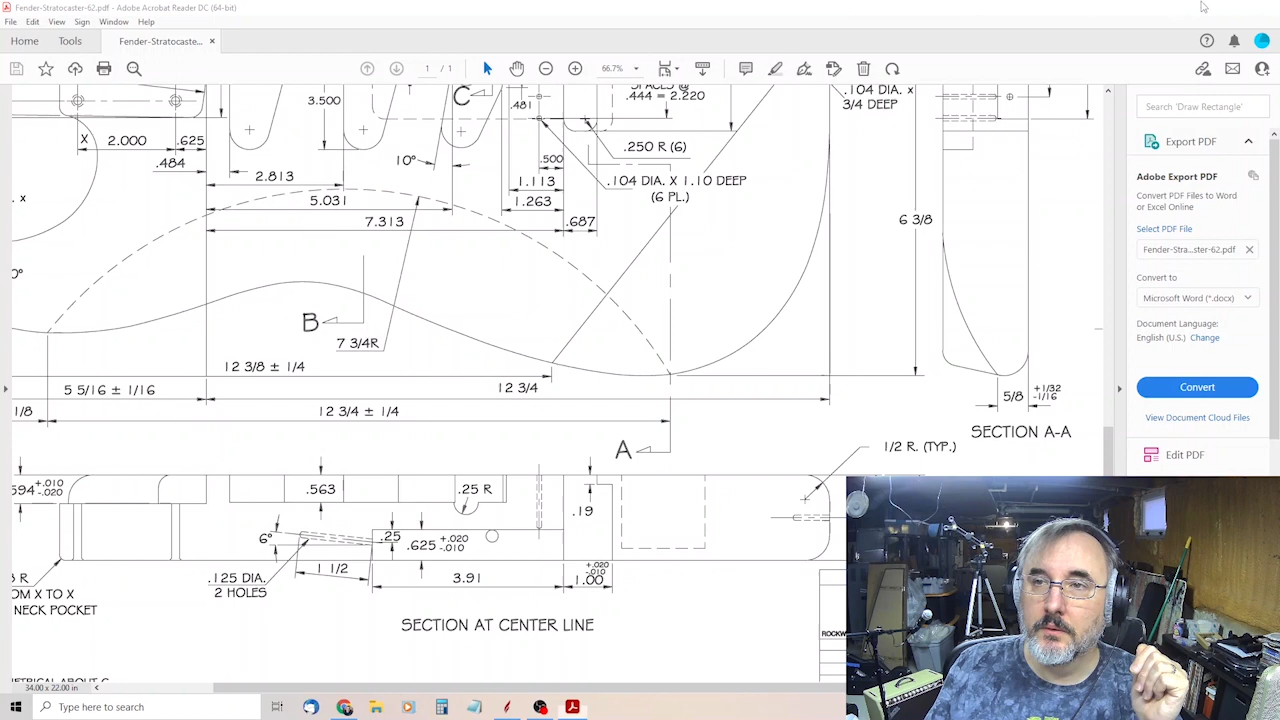 Fender-Stratocaster-62.pdf - Adobe Acrobat Reader DC (64-bit)
File Edit View Sign Window Help
Home Tools Fender-Stratocaste... ×
1 / 1 66.7%
3.500
C
.481
.444 = 2.220
.104 DIA. X
3/4 DEEP
X 2.000 .625
.484
10°
.500
.250 R (6)
2.813
1.113
.104 DIA. X 1.10 DEEP
(6 PL.)
5.031
1.263
7.313
.687
6 3/8
B
7 3/4R
12 3/8 ± 1/4
5 5/16 ± 1/16
12 3/4
1/8
12 3/4 ± 1/4
5/8 +1/32
-1/16
SECTION A-A
A
1/2 R. (TYP.)
.594 +.010
-.020
.563
.25 R
.19
6°
.25
.625 +.020
-.010
.125 DIA.
2 HOLES
1 1/2
3.91
+.020
-.010
1.00
OM X TO X
NECK POCKET
SECTION AT CENTER LINE
ROCKW
34.00 x 22.00 in
Search 'Draw Rectangle'
Export PDF
Adobe Export PDF
Convert PDF Files to Word
or Excel Online
Select PDF File
Fender-Stra...ster-62.pdf
Convert to
Microsoft Word (*.docx)
Document Language:
English (U.S.) Change
Convert
View Document Cloud Files
Edit PDF
Type here to search